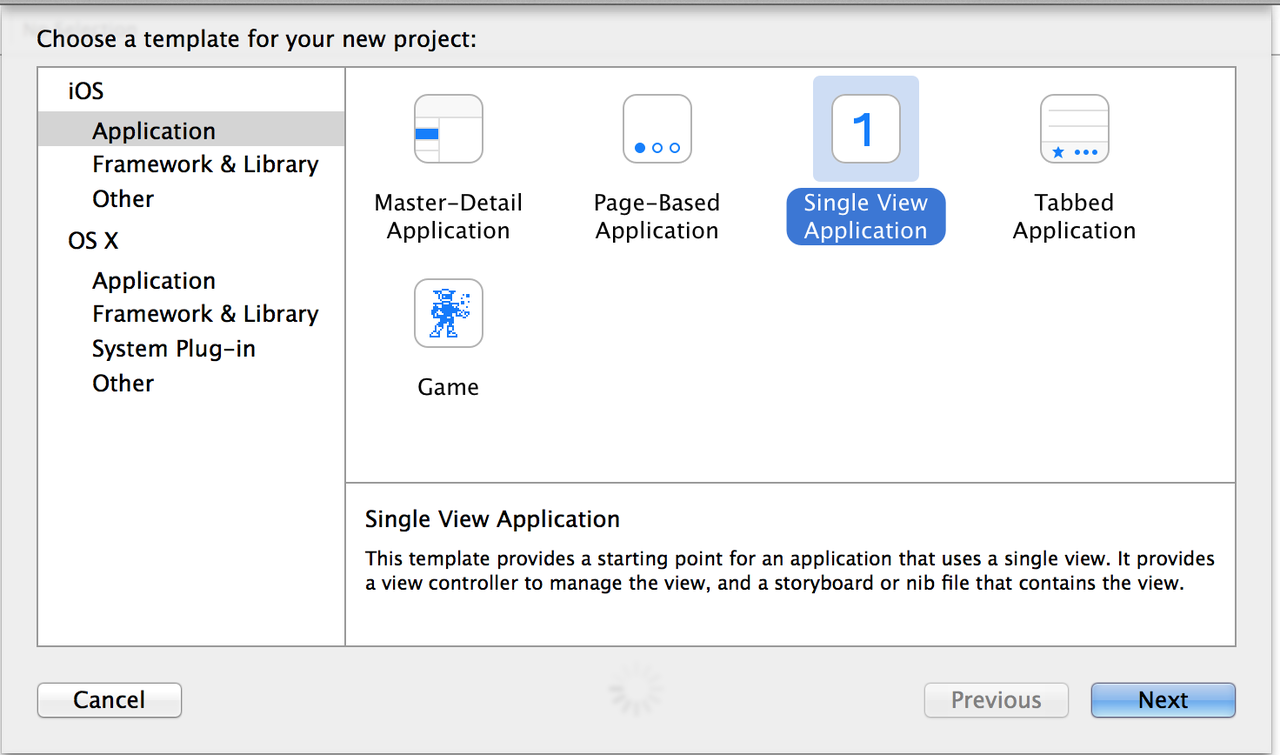 Choose a template for your new project:
iOS
Application
Framework & Library
Other
OS X
Application
Framework & Library
System Plug-in
Other
Master-Detail
Application
Page-Based
Application
1
Single View
Application
Tabbed
Application
Game
Single View Application
This template provides a starting point for an application that uses a single view. It provides
a view controller to manage the view, and a storyboard or nib file that contains the view.
Cancel
Previous
Next